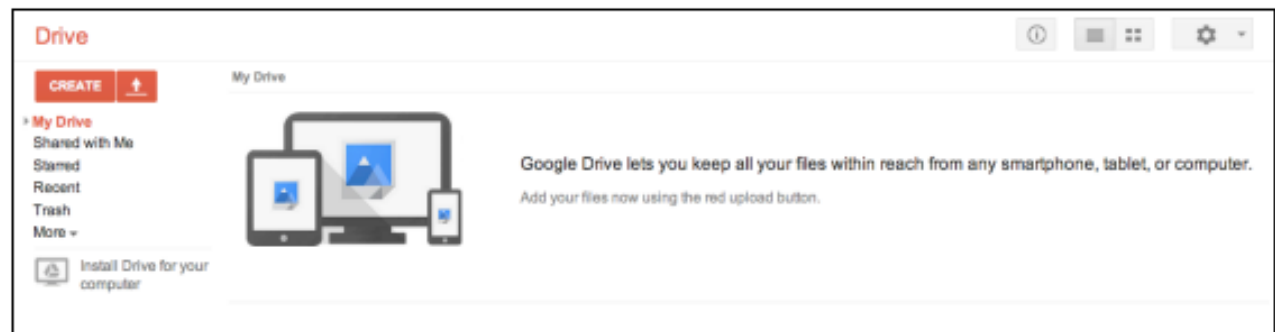 Drive
CREATE
My Drive
My Drive
Shared with Me
Starred
Recent
Trash
More
Install Drive for your
computer
Google Drive lets you keep all your files within reach from any smartphone, tablet, or computer.
Add your files now using the red upload button.